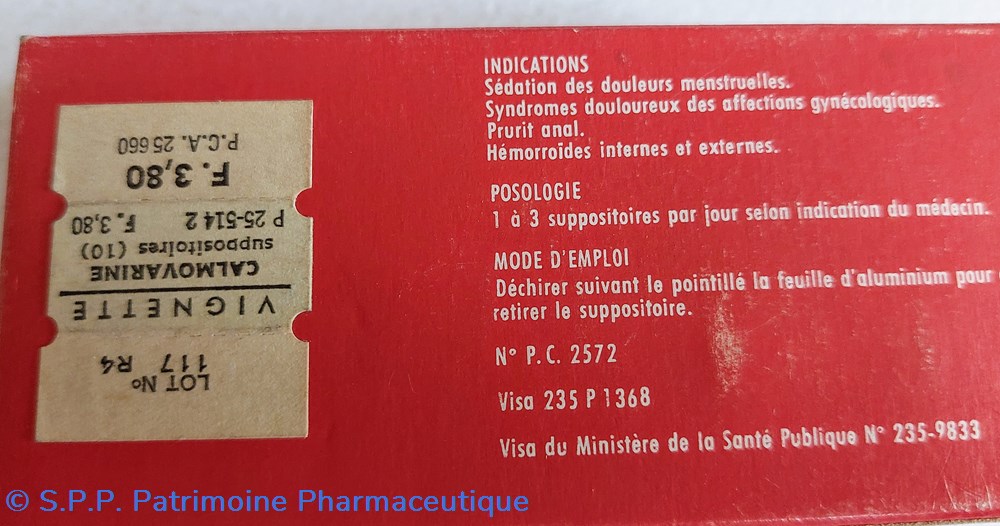 INDICATIONS
Sédation des douleurs menstruelles.
Syndromes douloureux des affections gynécologiques.
Prurit anal.
Hémorroïdes internes et externes.
POSOLOGIE
1 à 3 suppositoires par jour selon indication du médecin.
MODE D'EMPLOI
Déchirer suivant le pointillé la feuille d'aluminium pour
retirer le suppositoire.
N° P.C. 2572
Visa 235 P 1368
Visa du Ministère de la Santé Publique N° 235-9833
LOT No
117 R4
VIGNETTE
CALMOVARINE
suppositoires (10)
P 25-514 2 F. 3,80
F. 3,80
P.C.A. 25 660
© S.P.P. Patrimoine Pharmaceutique